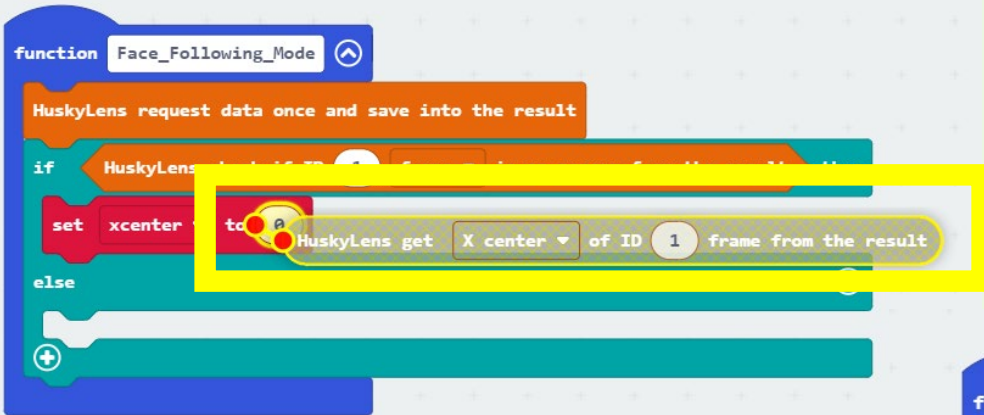 function Face_Following_Mode
HuskyLens request data once and save into the result
if HuskyLens
set xcenter to 0
HuskyLens get X center of ID 1 frame from the result
else
f